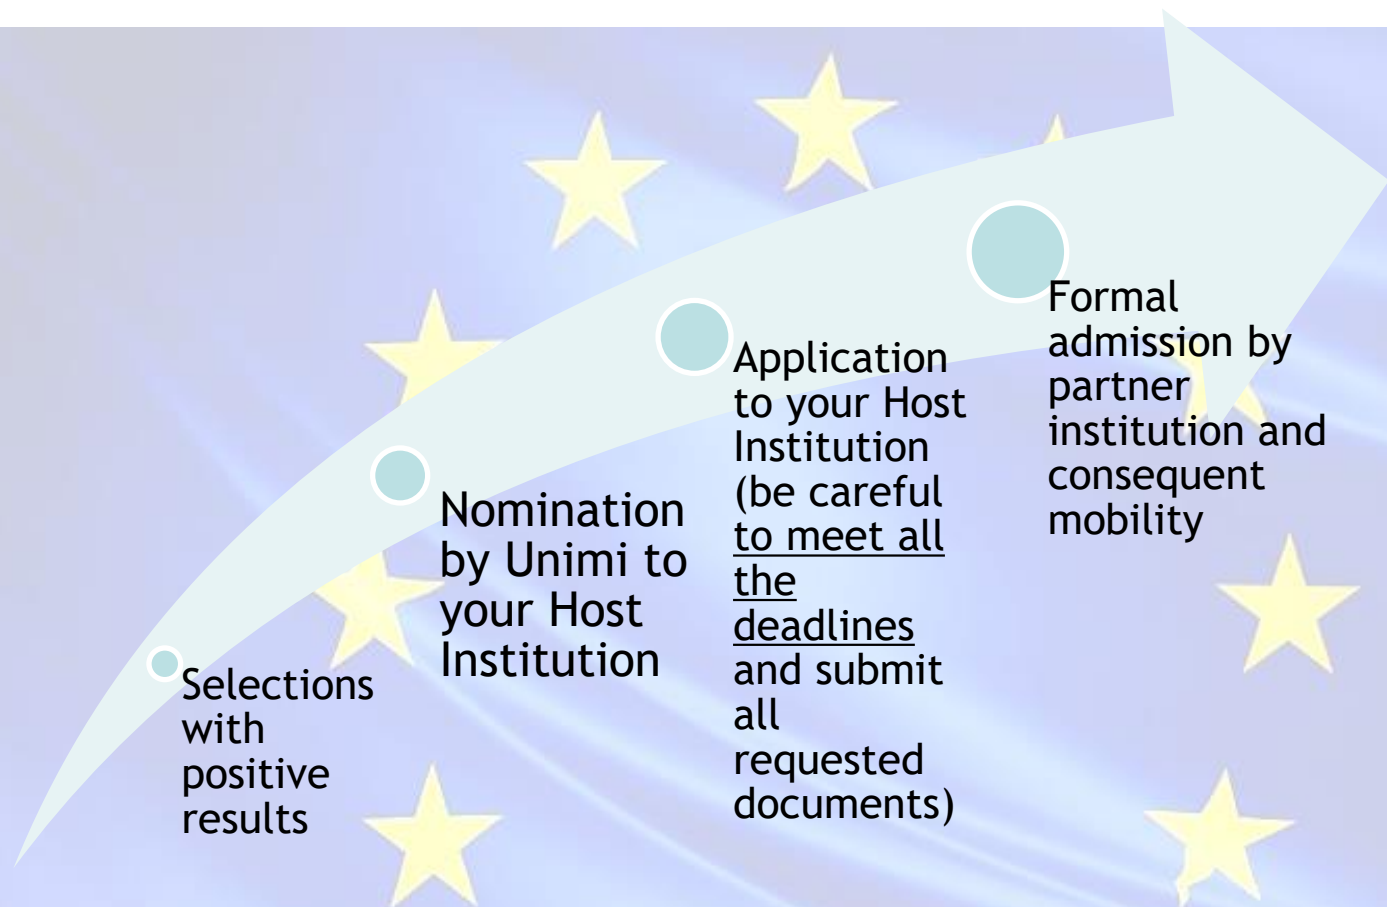 Selections
with
positive
results
Nomination
by Unimi to
your Host
Institution
Application
to your Host
Institution
(be careful
to meet all
the
deadlines
and submit
all
requested
documents)
Formal
admission by
partner
institution and
consequent
mobility